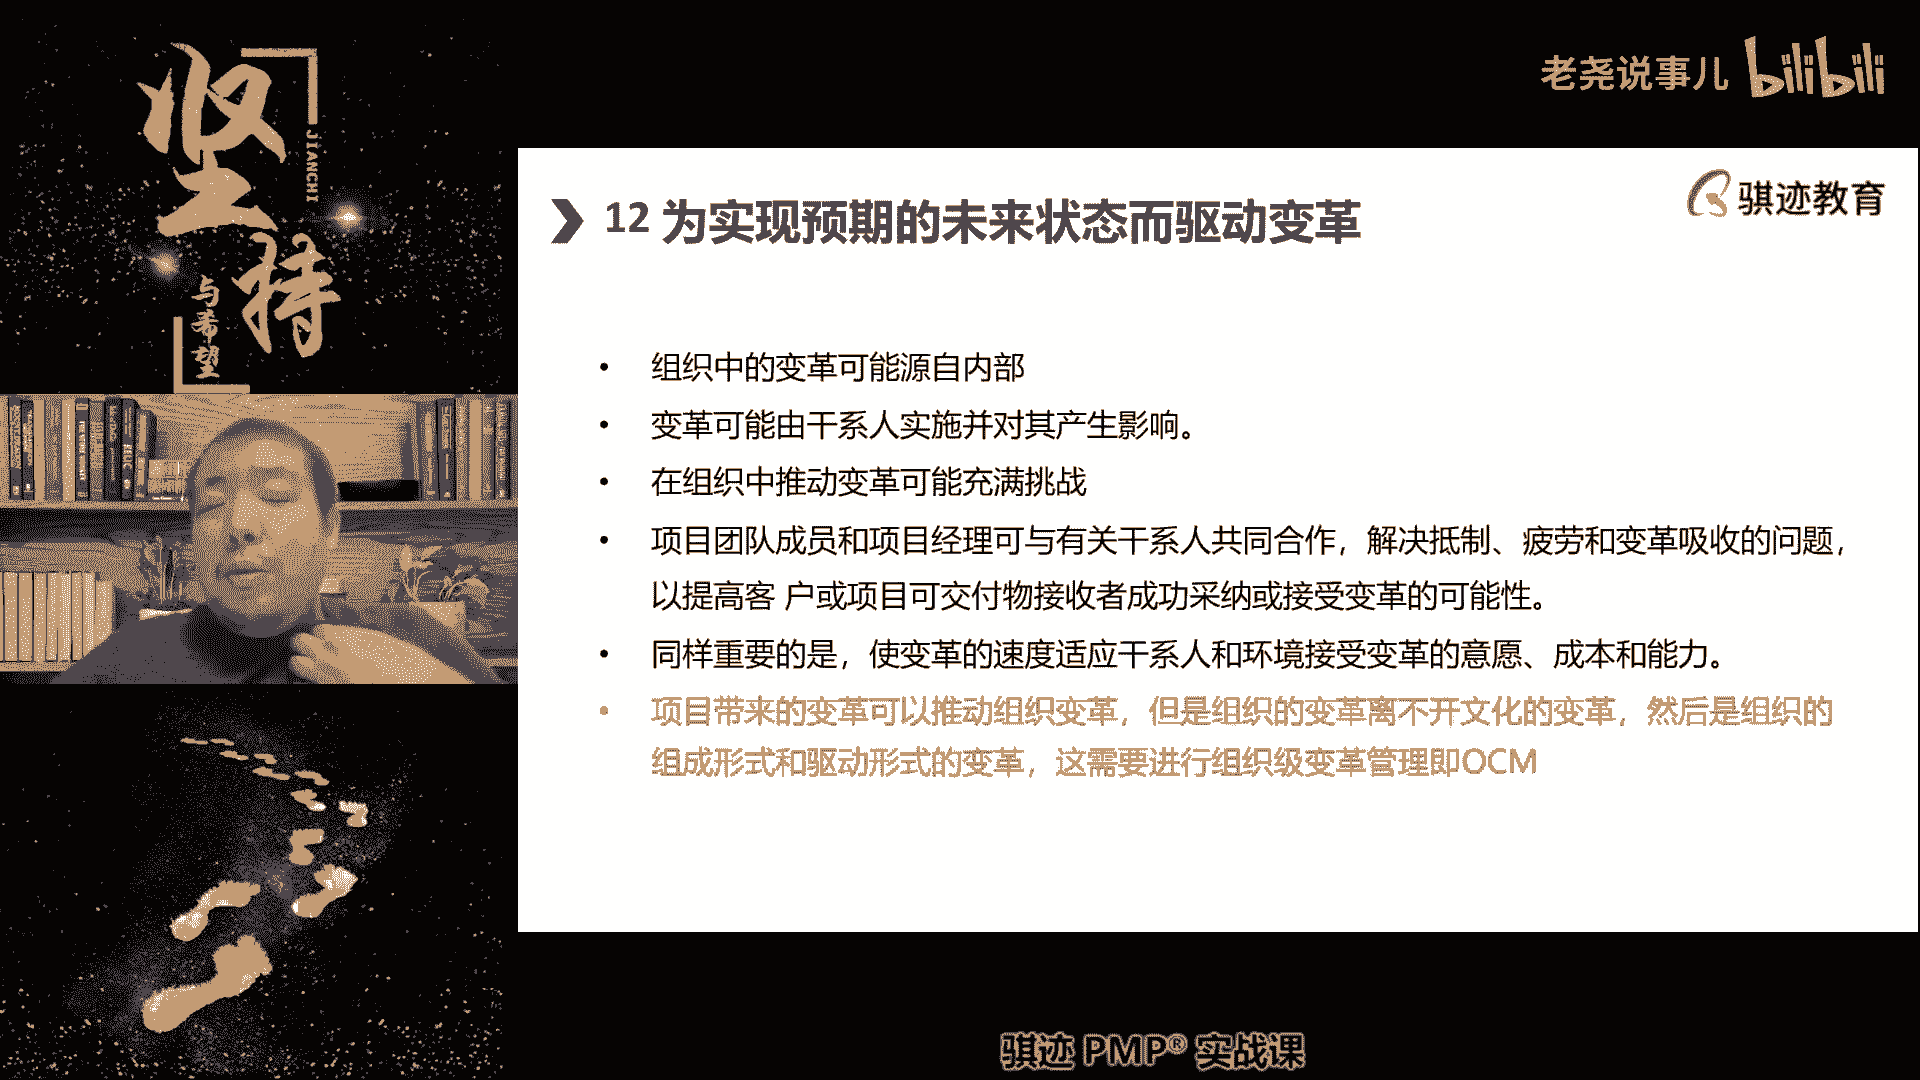 坚持
JIANCHI
与希望
老尧说事儿 bilibili
骐迹教育
12 为实现预期的未来状态而驱动变革
• 组织中的变革可能源自内部
• 变革可能由干系人实施并对其产生影响。
• 在组织中推动变革可能充满挑战
• 项目团队成员和项目经理可与有关干系人共同合作，解决抵制、疲劳和变革吸收的问题，
以提高客 户或项目可交付物接收者成功采纳或接受变革的可能性。
• 同样重要的是，使变革的速度适应干系人和环境接受变革的意愿、成本和能力。
• 项目带来的变革可以推动组织变革，但是组织的变革离不开文化的变革，然后是组织的
组成形式和驱动形式的变革，这需要进行组织级变革管理即OCM
骐迹 PMP® 实战课